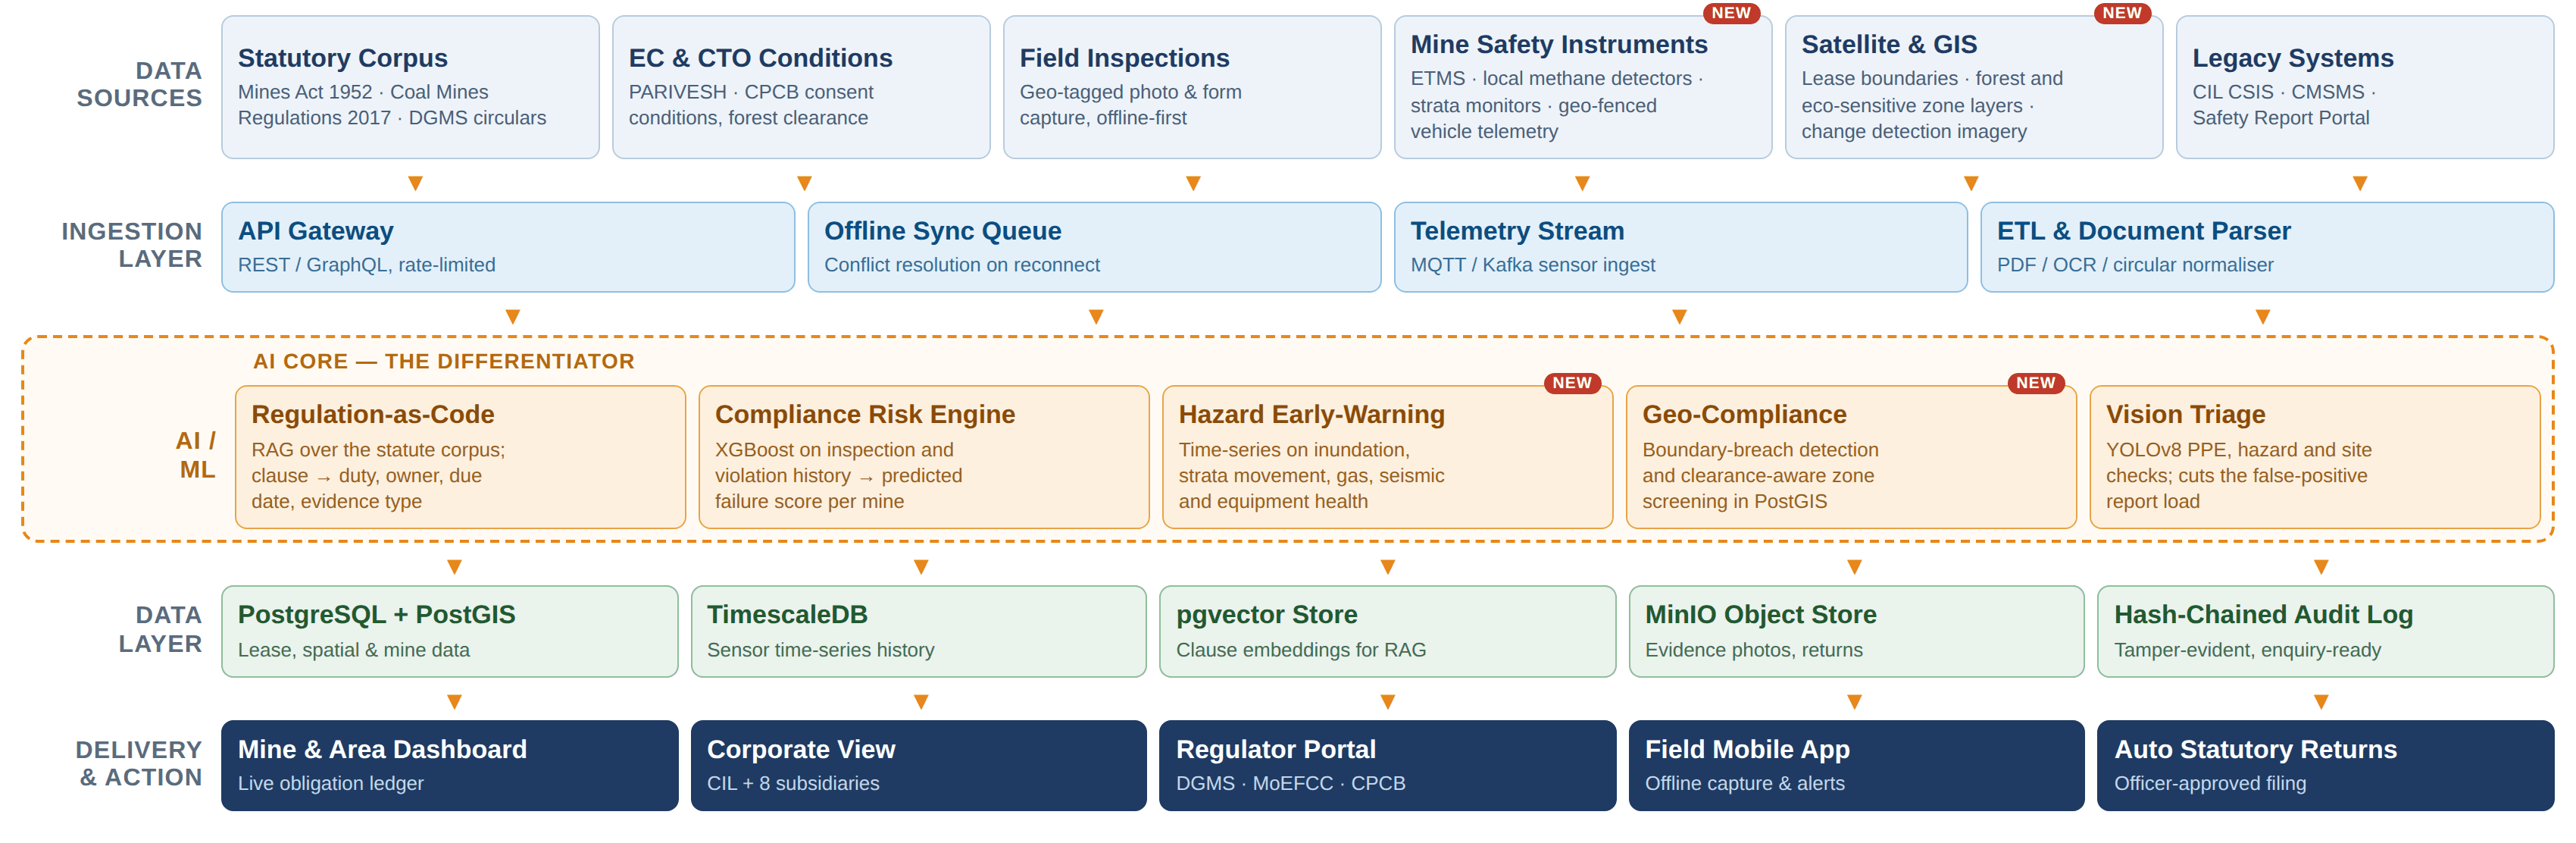 DATA
SOURCES
Statutory Corpus
Mines Act 1952 · Coal Mines
Regulations 2017 · DGMS circulars
EC & CTO Conditions
PARIVESH · CPCB consent
conditions, forest clearance
Field Inspections
Geo-tagged photo & form
capture, offline-first
NEW
Mine Safety Instruments
ETMS · local methane detectors ·
strata monitors · geo-fenced
vehicle telemetry
NEW
Satellite & GIS
Lease boundaries · forest and
eco-sensitive zone layers ·
change detection imagery
Legacy Systems
CIL CSIS · CMSMS ·
Safety Report Portal
INGESTION
LAYER
API Gateway
REST / GraphQL, rate-limited
Offline Sync Queue
Conflict resolution on reconnect
Telemetry Stream
MQTT / Kafka sensor ingest
ETL & Document Parser
PDF / OCR / circular normaliser
AI CORE — THE DIFFERENTIATOR
AI /
ML
Regulation-as-Code
RAG over the statute corpus;
clause → duty, owner, due
date, evidence type
Compliance Risk Engine
XGBoost on inspection and
violation history → predicted
failure score per mine
NEW
Hazard Early-Warning
Time-series on inundation,
strata movement, gas, seismic
and equipment health
NEW
Geo-Compliance
Boundary-breach detection
and clearance-aware zone
screening in PostGIS
Vision Triage
YOLOv8 PPE, hazard and site
checks; cuts the false-positive
report load
DATA
LAYER
PostgreSQL + PostGIS
Lease, spatial & mine data
TimescaleDB
Sensor time-series history
pgvector Store
Clause embeddings for RAG
MinIO Object Store
Evidence photos, returns
Hash-Chained Audit Log
Tamper-evident, enquiry-ready
DELIVERY
& ACTION
Mine & Area Dashboard
Live obligation ledger
Corporate View
CIL + 8 subsidiaries
Regulator Portal
DGMS · MoEFCC · CPCB
Field Mobile App
Offline capture & alerts
Auto Statutory Returns
Officer-approved filing